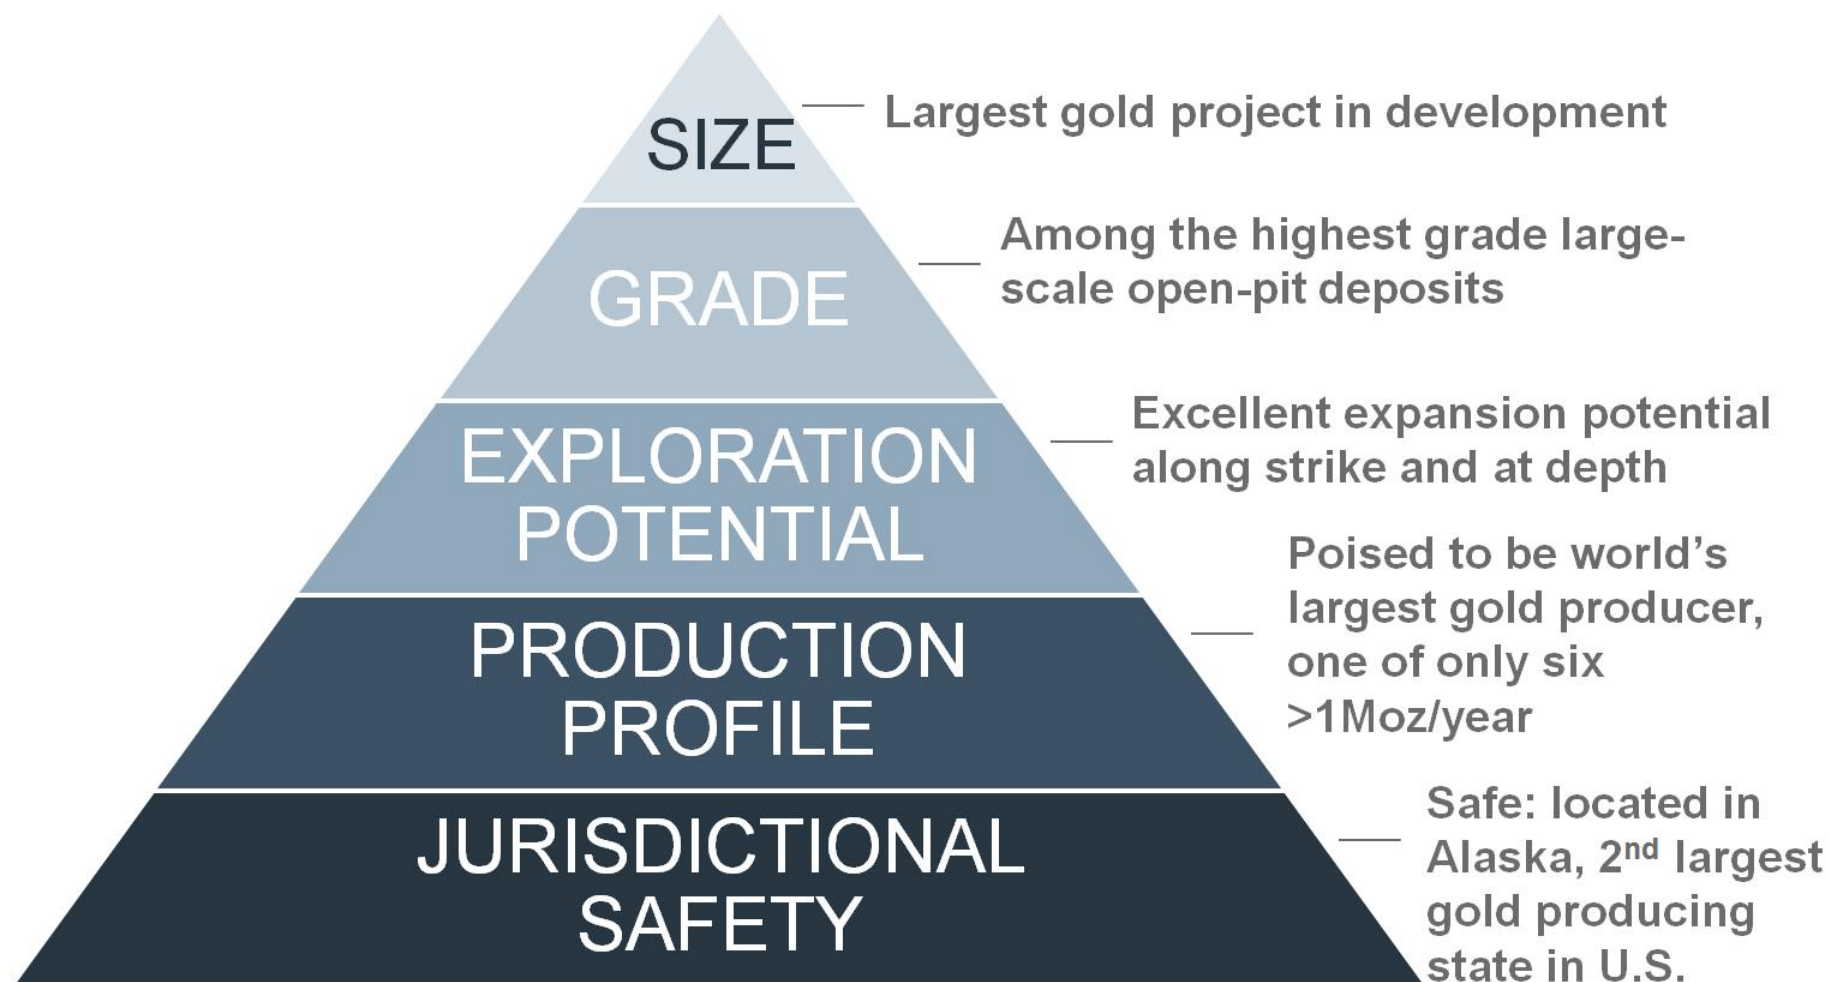 SIZE
Largest gold project in development
GRADE
Among the highest grade large-
scale open-pit deposits
EXPLORATION
POTENTIAL
Excellent expansion potential
along strike and at depth
PRODUCTION
PROFILE
Poised to be world’s
largest gold producer,
one of only six
>1Moz/year
JURISDICTIONAL
SAFETY
Safe: located in
Alaska, 2nd largest
gold producing
state in U.S.